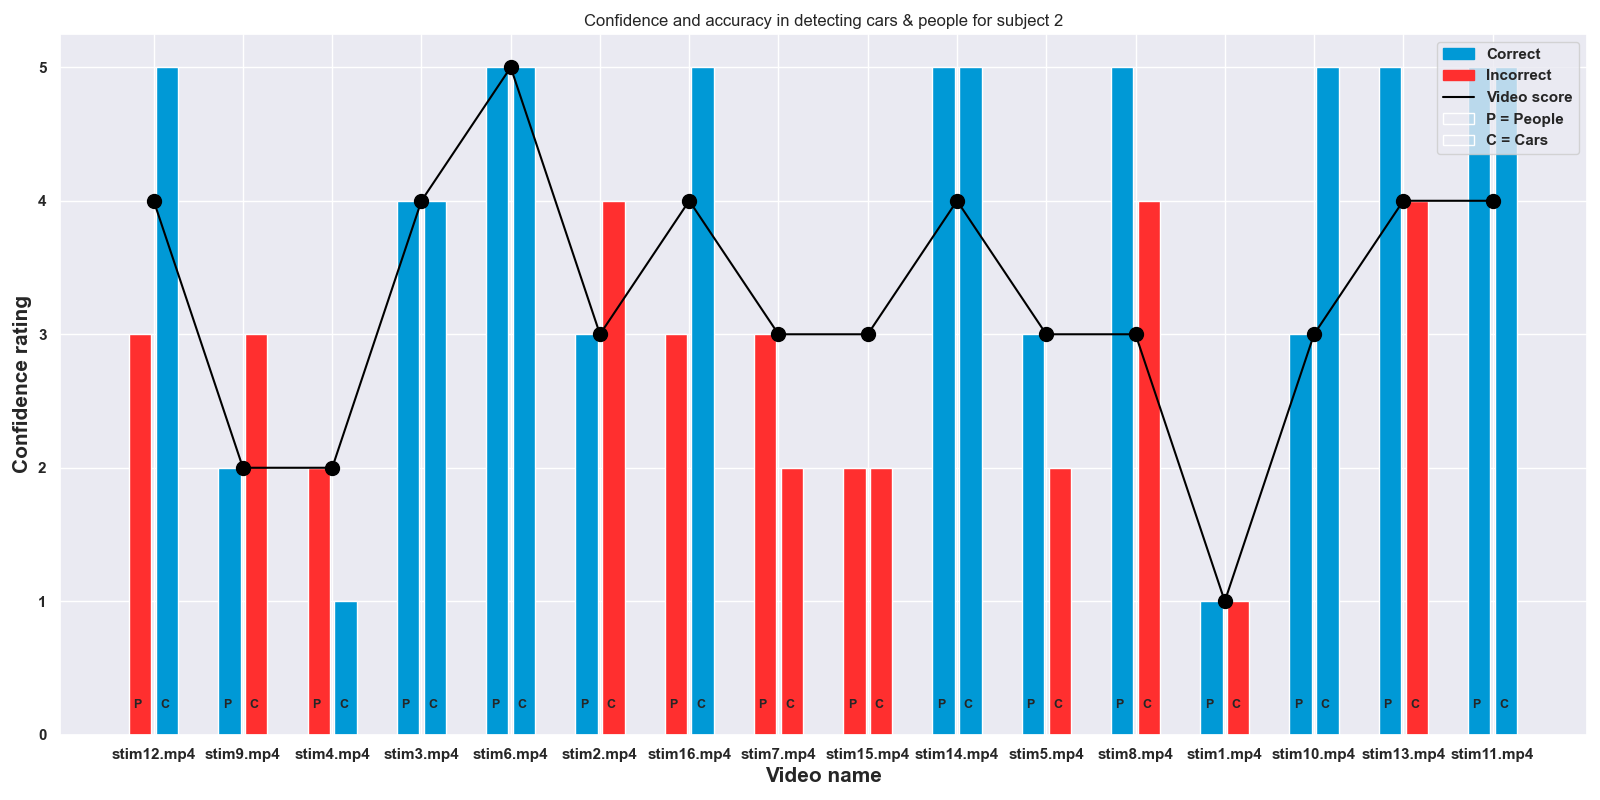 Confidence and accuracy in detecting cars & people for subject 2
Correct
Incorrect
Video score
P = People
C = Cars
5
4
3
2
1
0
Confidence rating
P C P C P C P C P C P C P C P C P C P C P C P C P C P C P C P C
stim12.mp4 stim9.mp4 stim4.mp4 stim3.mp4 stim6.mp4 stim2.mp4 stim16.mp4 stim7.mp4 stim15.mp4 stim14.mp4 stim5.mp4 stim8.mp4 stim1.mp4 stim10.mp4 stim13.mp4 stim11.mp4
Video name